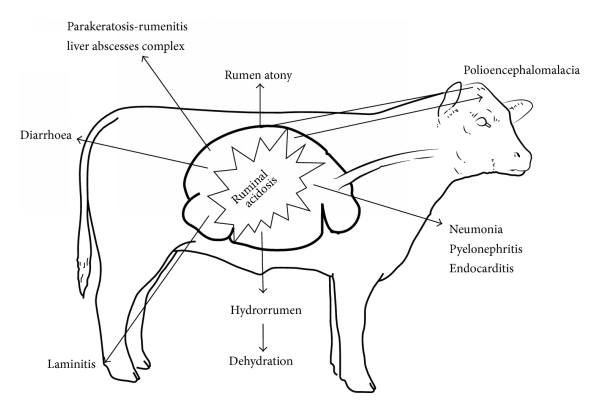 Parakeratosis-rumenitis
liver abscesses complex
Rumen atony
Polioencephalomalacia
Diarrhoea
Ruminal
acidosis
Neumonia
Pyelonephritis
Endocarditis
Hydrorrumen
Dehydration
Laminitis